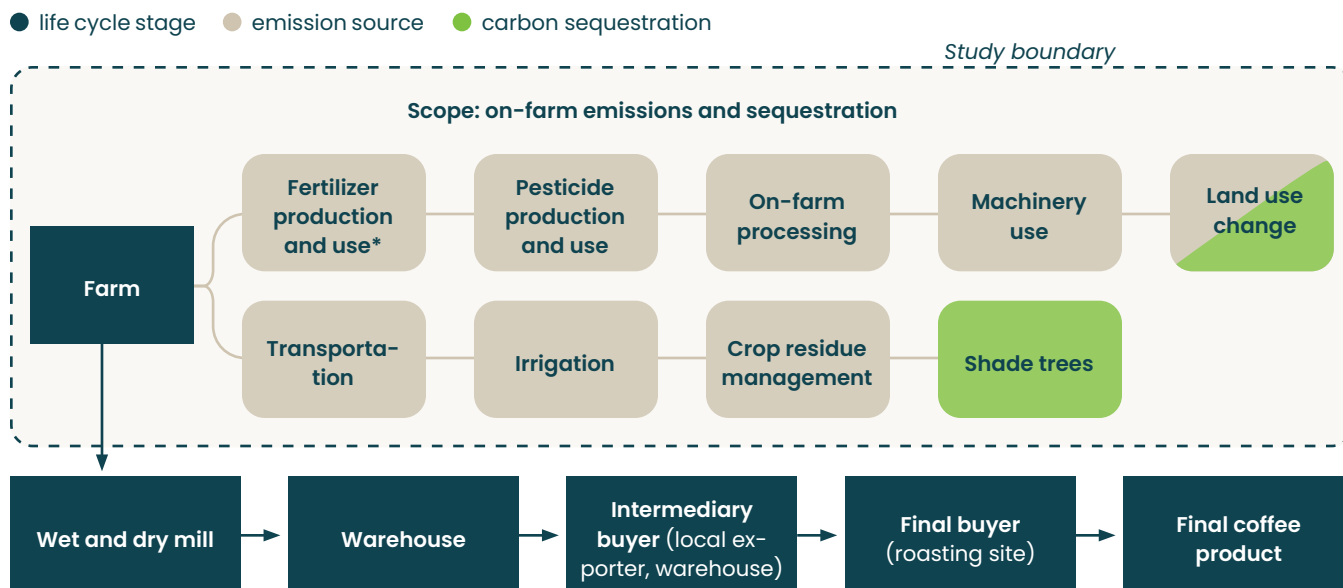 life cycle stage emission source carbon sequestration
Study boundary
Scope: on-farm emissions and sequestration
Fertilizer
production
and use*
Pesticide
production
and use
On-farm
processing
Machinery
use
Land use
change
Farm
Transporta-
tion
Irrigation
Crop residue
management
Shade trees
Wet and dry mill
Warehouse
Intermediary
buyer (local ex-
porter, warehouse)
Final buyer
(roasting site)
Final coffee
product